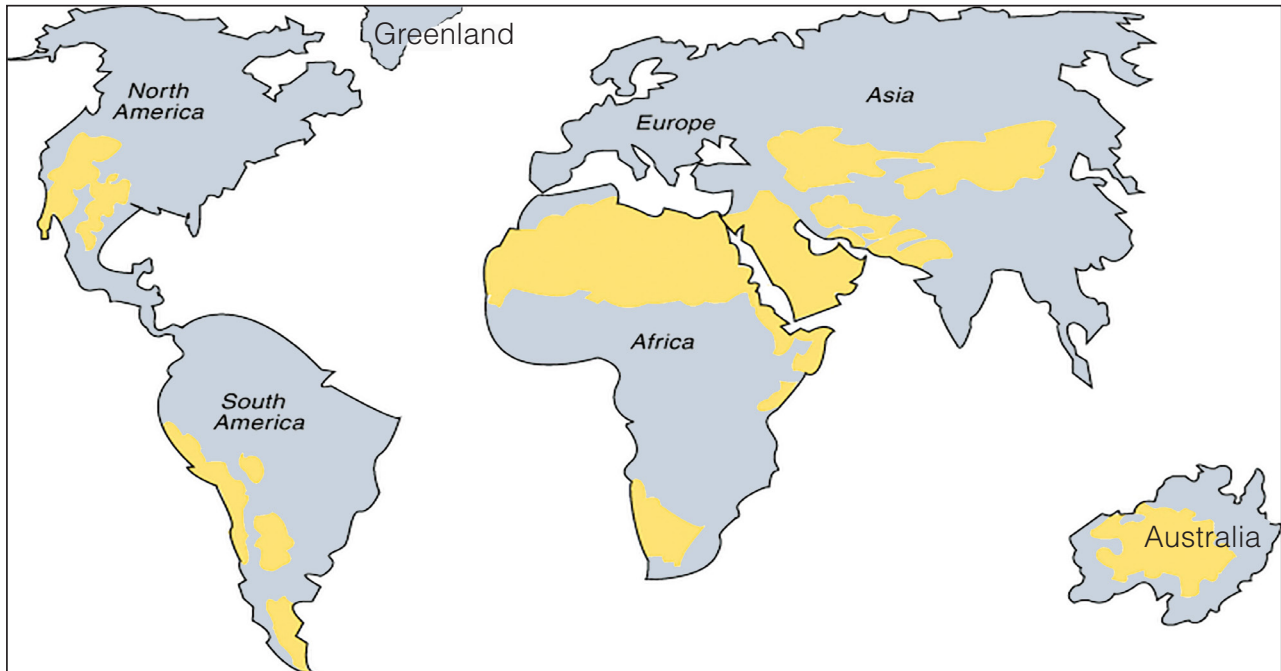 Greenland
North
America
Asia
Europe
Africa
South
America
Australia